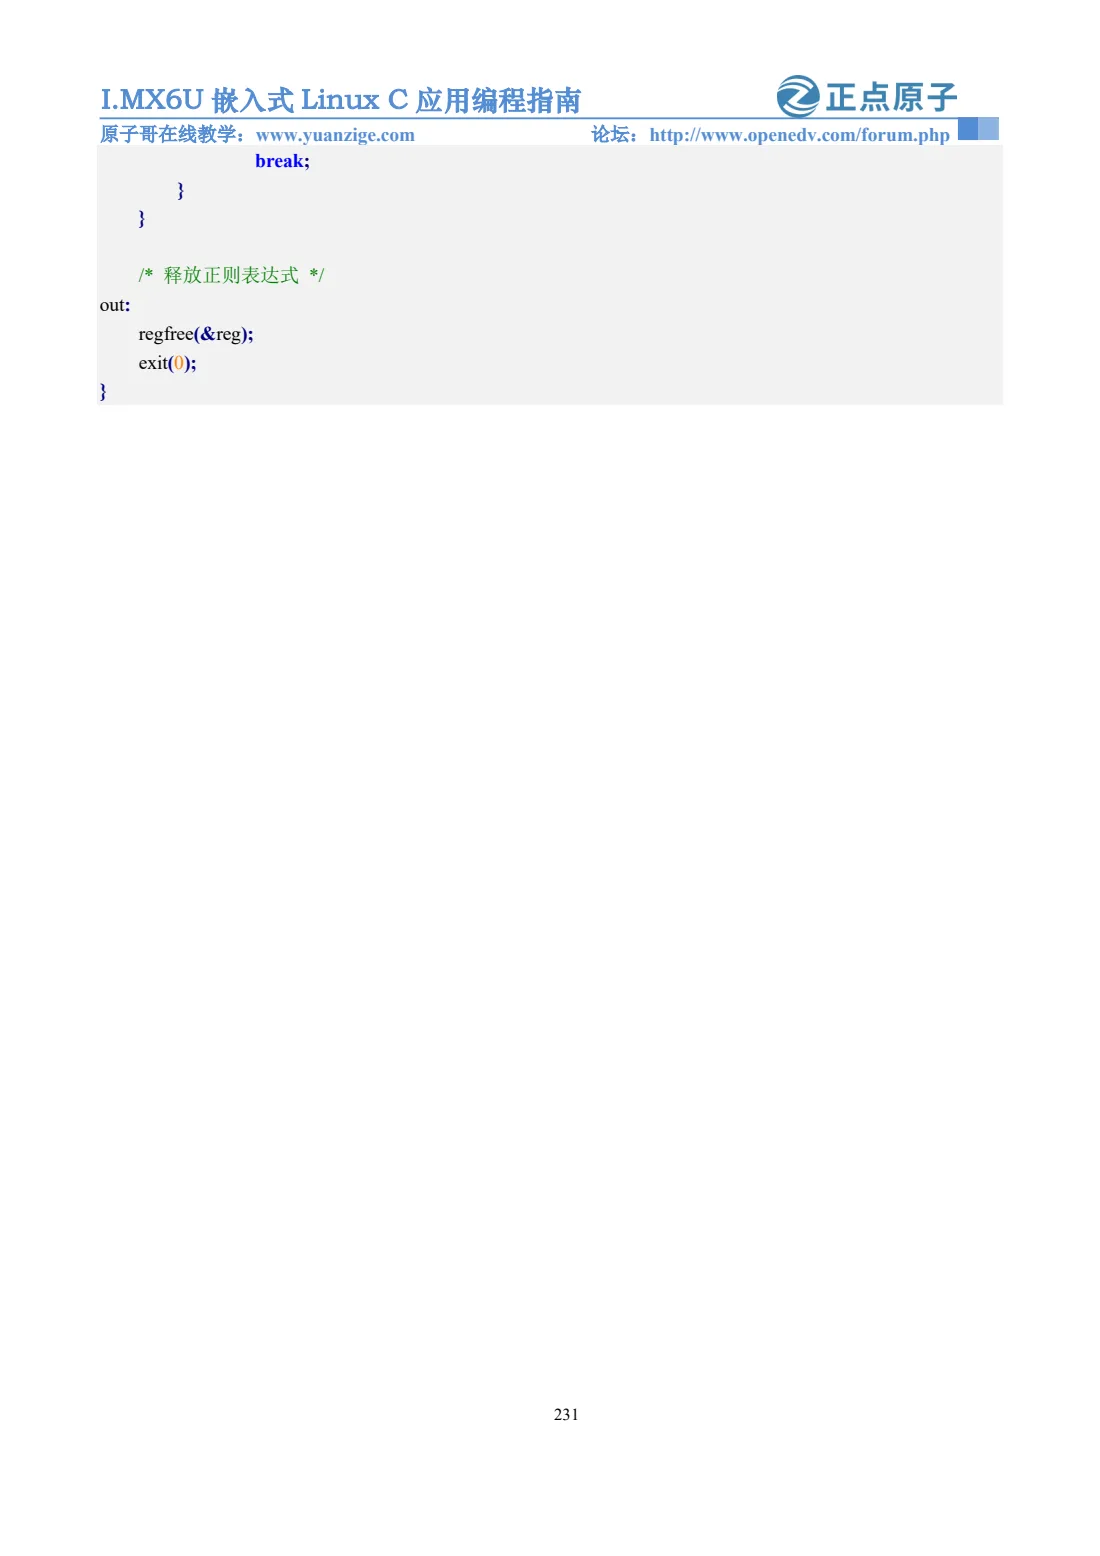 I.MX6U 嵌入式 Linux C 应用编程指南
正点原子
原子哥在线教学：www.yuanzige.com 论坛：http://www.openedv.com/forum.php
break;
}
}
/* 释放正则表达式 */
out:
regfree(&reg);
exit(0);
}
231